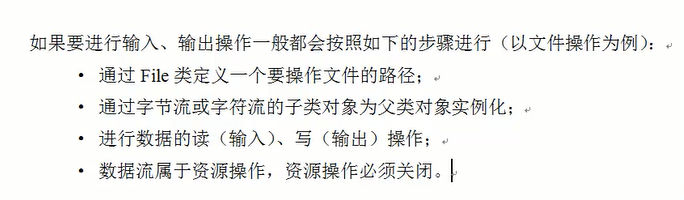 如果要进行输入、输出操作一般都会按照如下的步骤进行（以文件操作为例）：
• 通过 File 类定义一个要操作文件的路径；
• 通过字节流或字符流的子类对象为父类对象实例化；
• 进行数据的读（输入）、写（输出）操作；
• 数据流属于资源操作，资源操作必须关闭。